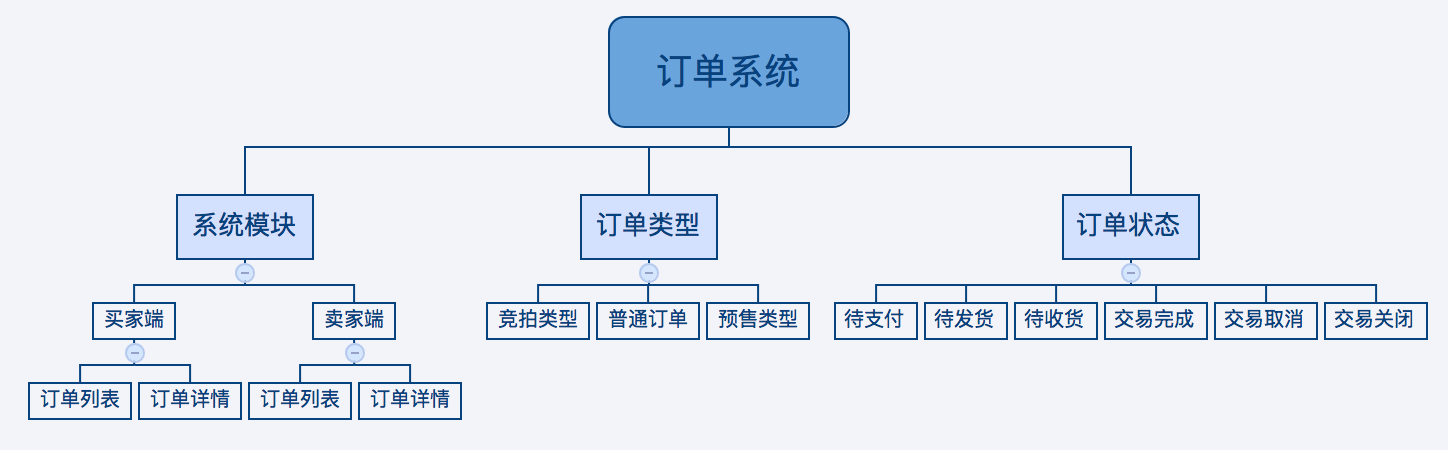 订单系统
系统模块
订单类型
订单状态
买家端
卖家端
竞拍类型
普通订单
预售类型
待支付
待发货
待收货
交易完成
交易取消
交易关闭
订单列表
订单详情
订单列表
订单详情